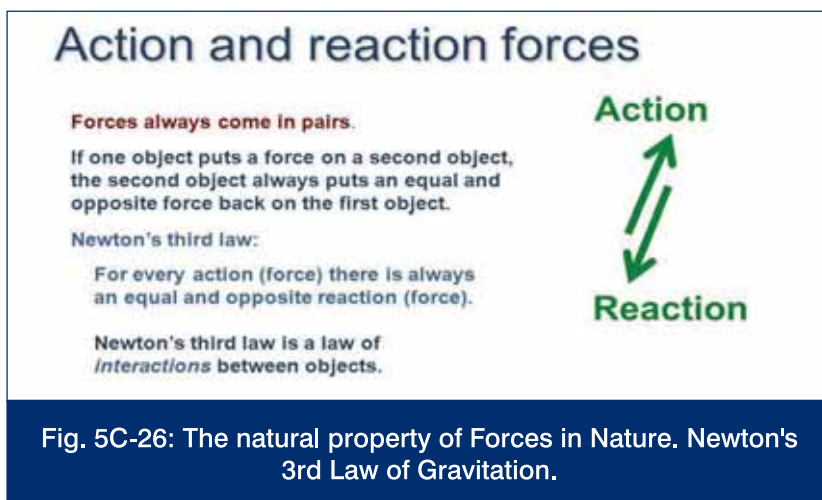 Action and reaction forces
Forces always come in pairs.
If one object puts a force on a second object,
the second object always puts an equal and
opposite force back on the first object.
Newton's third law:
For every action (force) there is always
an equal and opposite reaction (force).
Newton's third law is a law of
interactions between objects.
Action
Reaction
Fig. 5C-26: The natural property of Forces in Nature. Newton's
3rd Law of Gravitation.